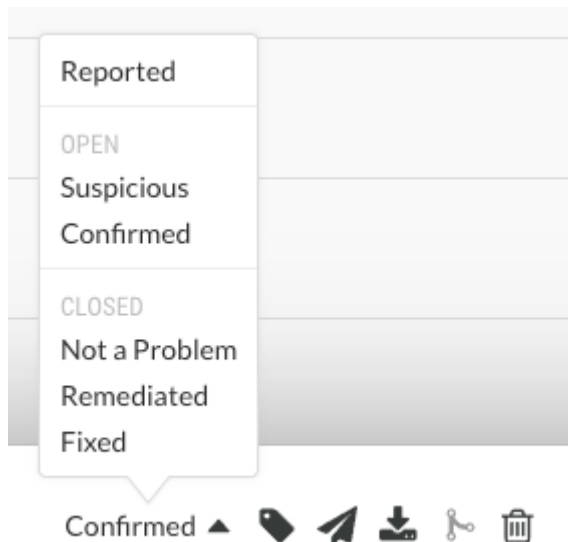 Reported
OPEN
Suspicious
Confirmed
CLOSED
Not a Problem
Remediated
Fixed
Confirmed